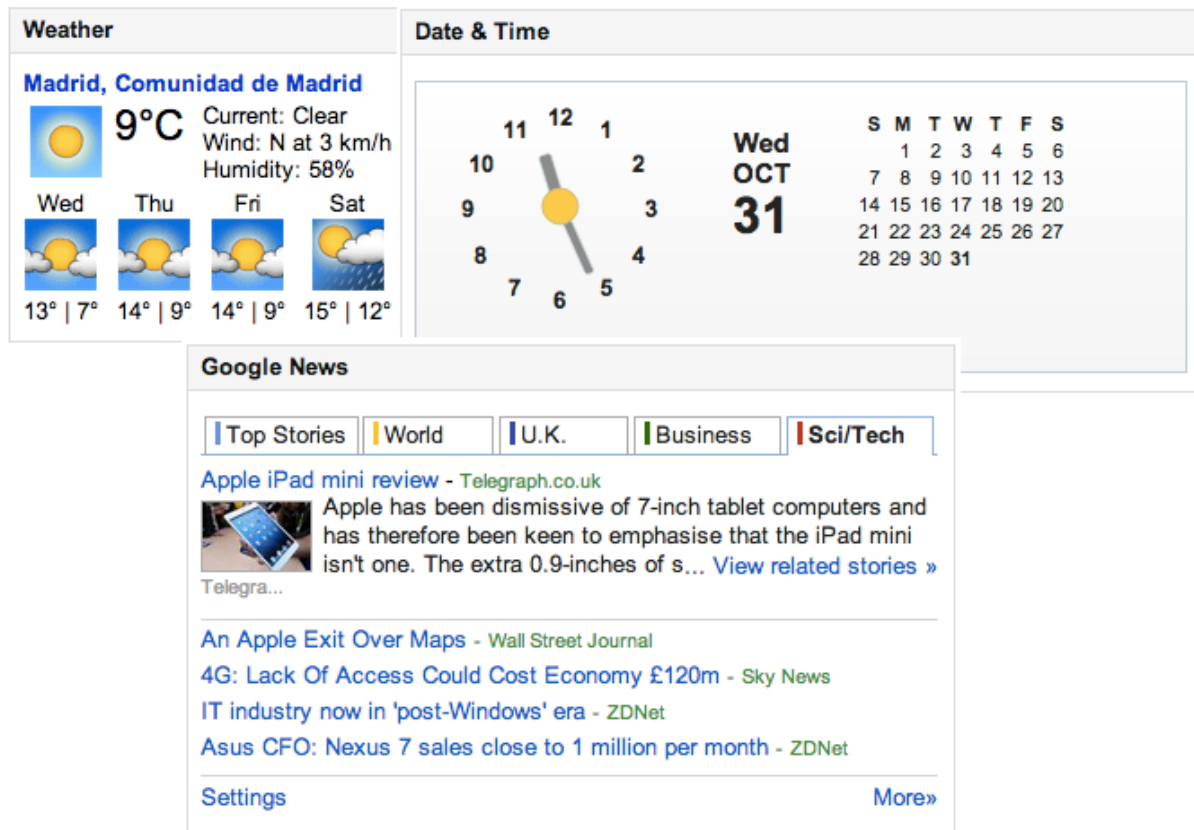 Weather
Madrid, Comunidad de Madrid
9°C
Current: Clear
Wind: N at 3 km/h
Humidity: 58%
Wed Thu Fri Sat
13° | 7° 14° | 9° 14° | 9° 15° | 12°
Date & Time
12
11 1
10 2
9 3
8 4
7 5
6
Wed
OCT
31
S M T W T F S
1 2 3 4 5 6
7 8 9 10 11 12 13
14 15 16 17 18 19 20
21 22 23 24 25 26 27
28 29 30 31
Google News
Top Stories World U.K. Business Sci/Tech
Apple iPad mini review - Telegraph.co.uk
Apple has been dismissive of 7-inch tablet computers and
has therefore been keen to emphasise that the iPad mini
isn't one. The extra 0.9-inches of s... View related stories »
Telegra...
An Apple Exit Over Maps - Wall Street Journal
4G: Lack Of Access Could Cost Economy £120m - Sky News
IT industry now in 'post-Windows' era - ZDNet
Asus CFO: Nexus 7 sales close to 1 million per month - ZDNet
Settings More»